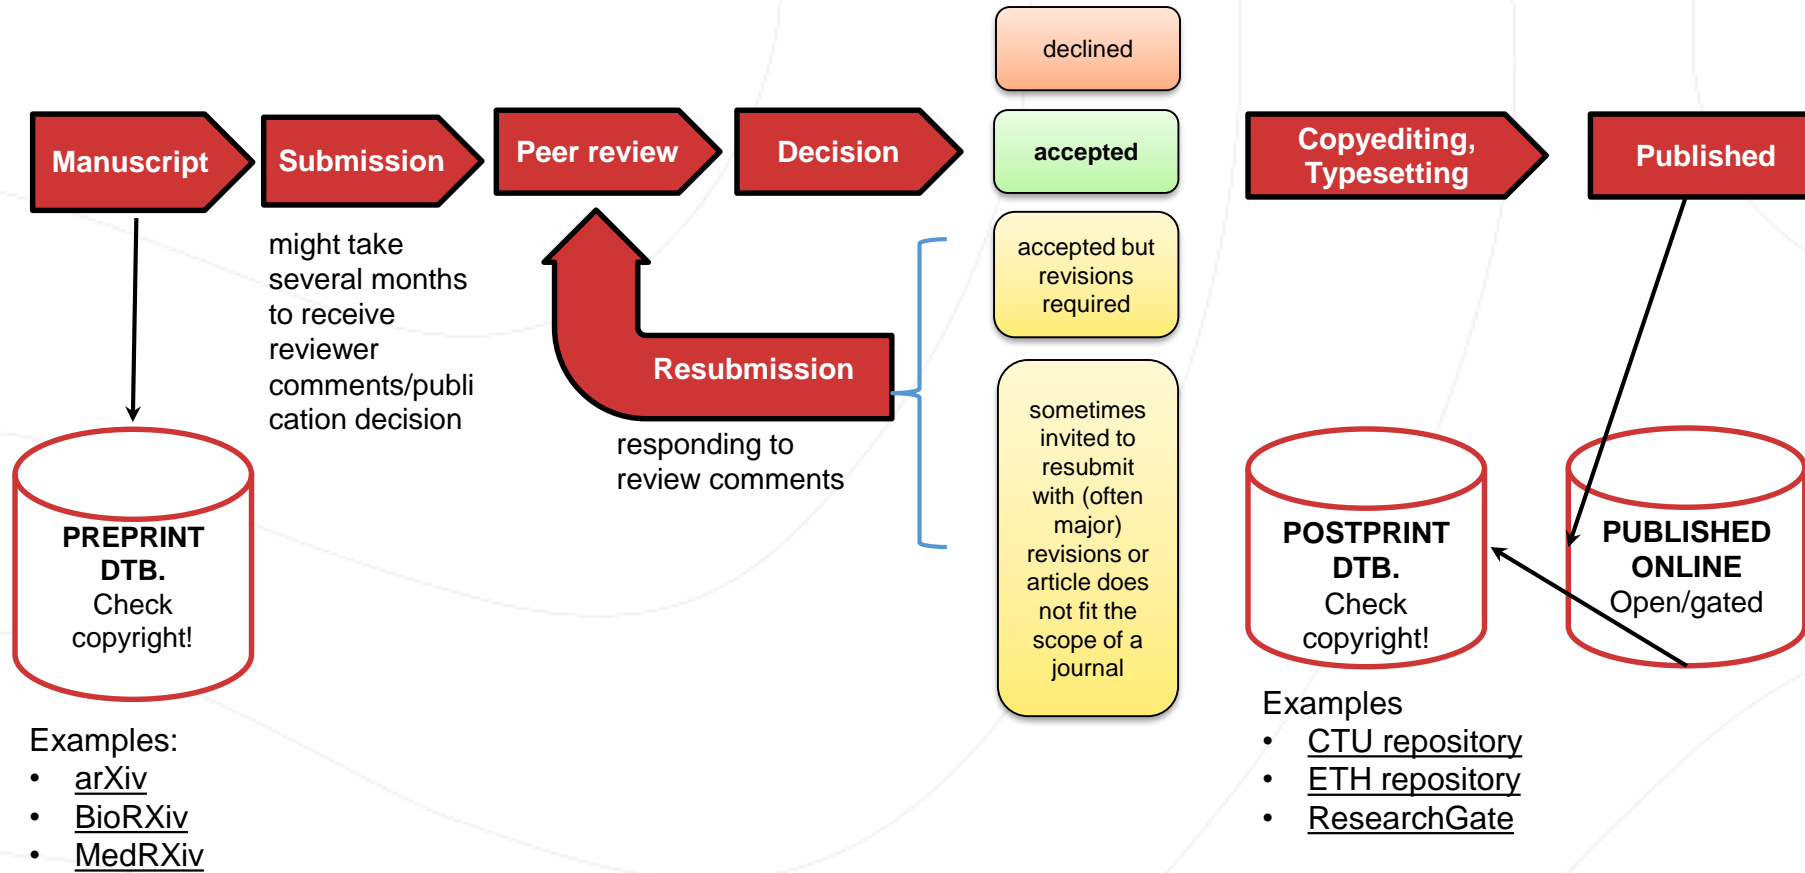 declined
Manuscript
Submission
Peer review
Decision
accepted
Copyediting,
Typesetting
Published
might take
several months
to receive
reviewer
comments/publi
cation decision
accepted but
revisions
required
Resubmission
responding to
review comments
sometimes
invited to
resubmit
with (often
major)
revisions or
article does
not fit the
scope of a
journal
PREPRINT
DTB.
Check
copyright!
POSTPRINT
DTB.
Check
copyright!
PUBLISHED
ONLINE
Open/gated
Examples:
• arXiv
• BioRXiv
• MedRXiv
Examples
• CTU repository
• ETH repository
• ResearchGate